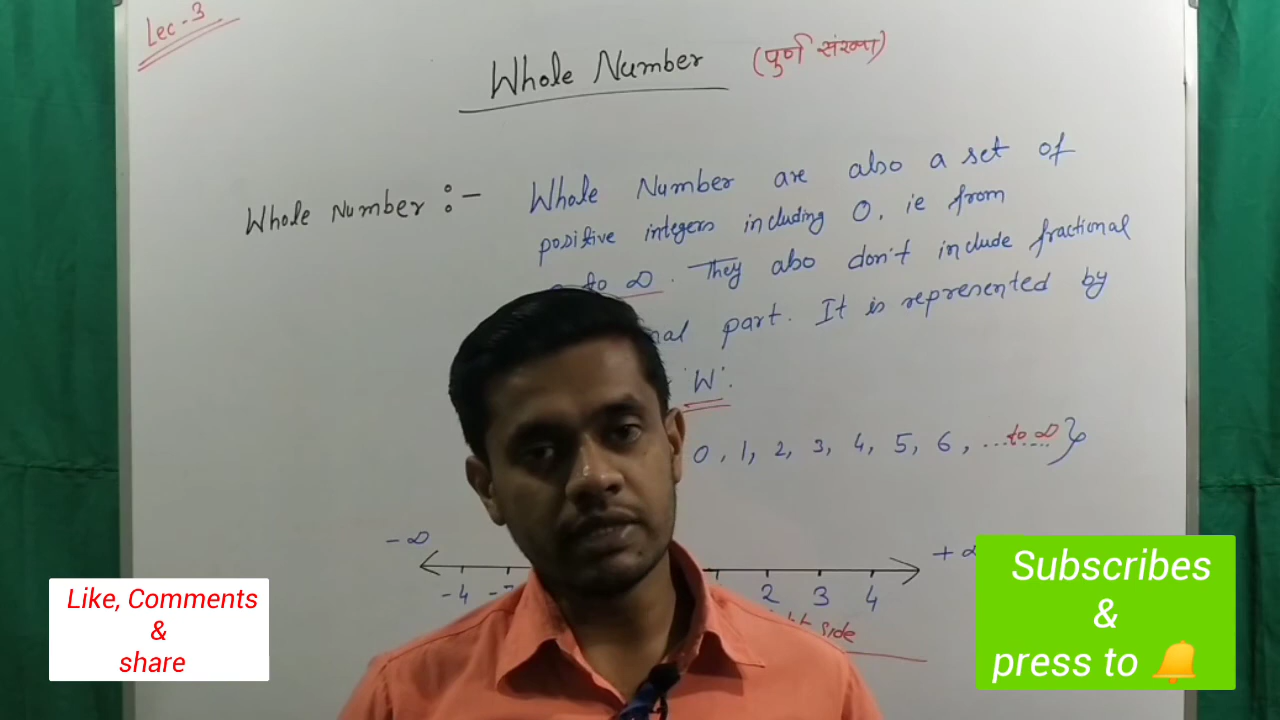 Lec-3
Whole Number (पुर्ण संख्या)
Whole Number :- Whole Number are also a set of
positive integers including 0, ie from
to ∞. They also don't include fractional
part. It is represented by
'W'.
0, 1, 2, 3, 4, 5, 6, ......to ∞}
-∞ +
-4 2 3 4
side
Like, Comments
&
share
Subscribes
&
press to 🔔